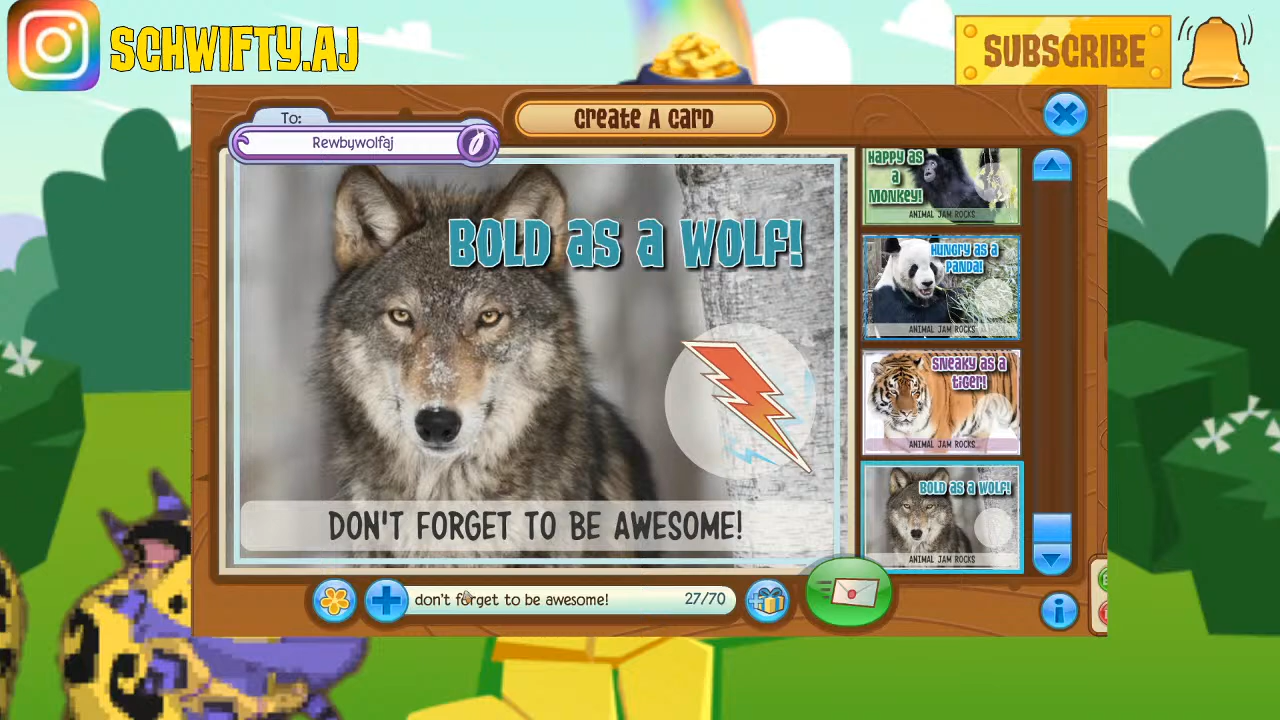 SCHWIFTY.AJ
SUBSCRIBE
To:
Rewbywolfaj
CREATE A CARD
BOLD as a WOLF!
DON'T FORGET TO BE AWESOME!
HAPPY as
a
MONKEY!
ANIMAL JAM ROCKS
HUNGRY as a
PANDA!
ANIMAL JAM ROCKS
SNEAKY as a
TIGER!
ANIMAL JAM ROCKS
BOLD as a WOLF!
ANIMAL JAM ROCKS
don't forget to be awesome!
27/70